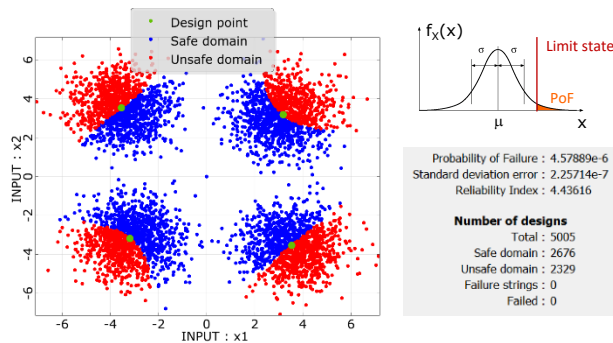 Design point
Safe domain
Unsafe domain
6
4
2
0
-2
-4
-6
INPUT : x2
-6
-4
-2
0
2
4
6
INPUT : x1
fX(x)
Limit state
σ
σ
PoF
μ
x
Probability of Failure : 4.57889e-6
Standard deviation error : 2.25714e-7
Reliability Index : 4.43616
Number of designs
Total : 5005
Safe domain : 2676
Unsafe domain : 2329
Failure strings : 0
Failed : 0